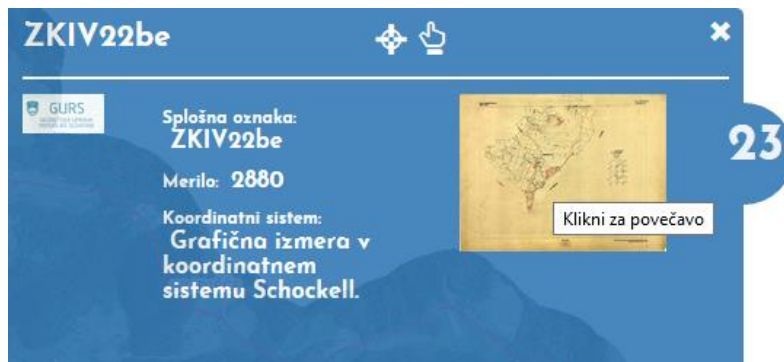 ZKIV22be
GURS
Splošna oznaka:
ZKIV22be
Merilo: 2880
Koordinatni sistem:
Grafična izmera v
koordinatnem
sistemu Schockell.
Klikni za povečavo
23